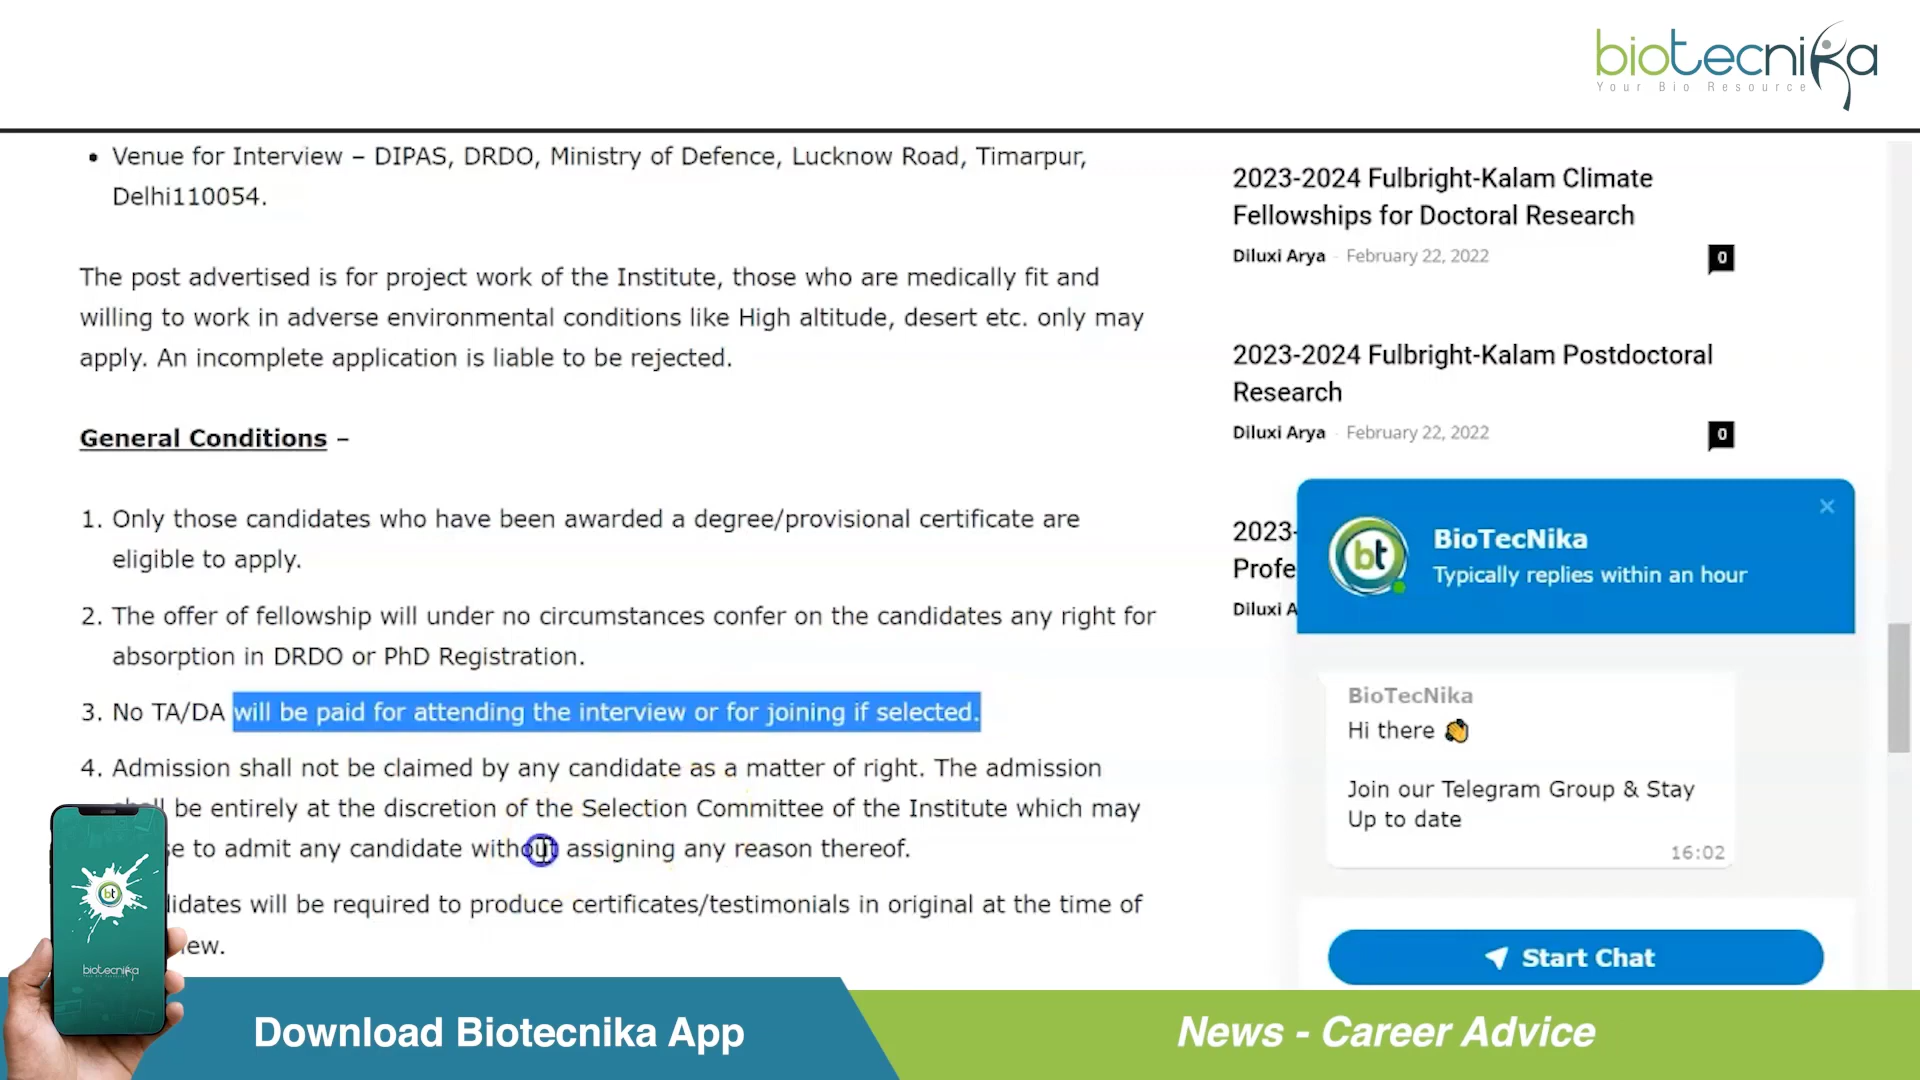 biotecnika
Your Bio Resource
• Venue for Interview – DIPAS, DRDO, Ministry of Defence, Lucknow Road, Timarpur,
Delhi110054.
The post advertised is for project work of the Institute, those who are medically fit and
willing to work in adverse environmental conditions like High altitude, desert etc. only may
apply. An incomplete application is liable to be rejected.
General Conditions –
1. Only those candidates who have been awarded a degree/provisional certificate are
eligible to apply.
2. The offer of fellowship will under no circumstances confer on the candidates any right for
absorption in DRDO or PhD Registration.
3. No TA/DA will be paid for attending the interview or for joining if selected.
4. Admission shall not be claimed by any candidate as a matter of right. The admission
be entirely at the discretion of the Selection Committee of the Institute which may
se to admit any candidate without assigning any reason thereof.
idates will be required to produce certificates/testimonials in original at the time of
iew.
2023-2024 Fulbright-Kalam Climate
Fellowships for Doctoral Research
Diluxi Arya - February 22, 2022
0
2023-2024 Fulbright-Kalam Postdoctoral
Research
Diluxi Arya - February 22, 2022
0
2023-
Profe
Diluxi A
bt
BioTecNika
Typically replies within an hour
BioTecNika
Hi there 👏
Join our Telegram Group & Stay
Up to date
16:02
Start Chat
bt
biotecnika
Download Biotecnika App
News - Career Advice